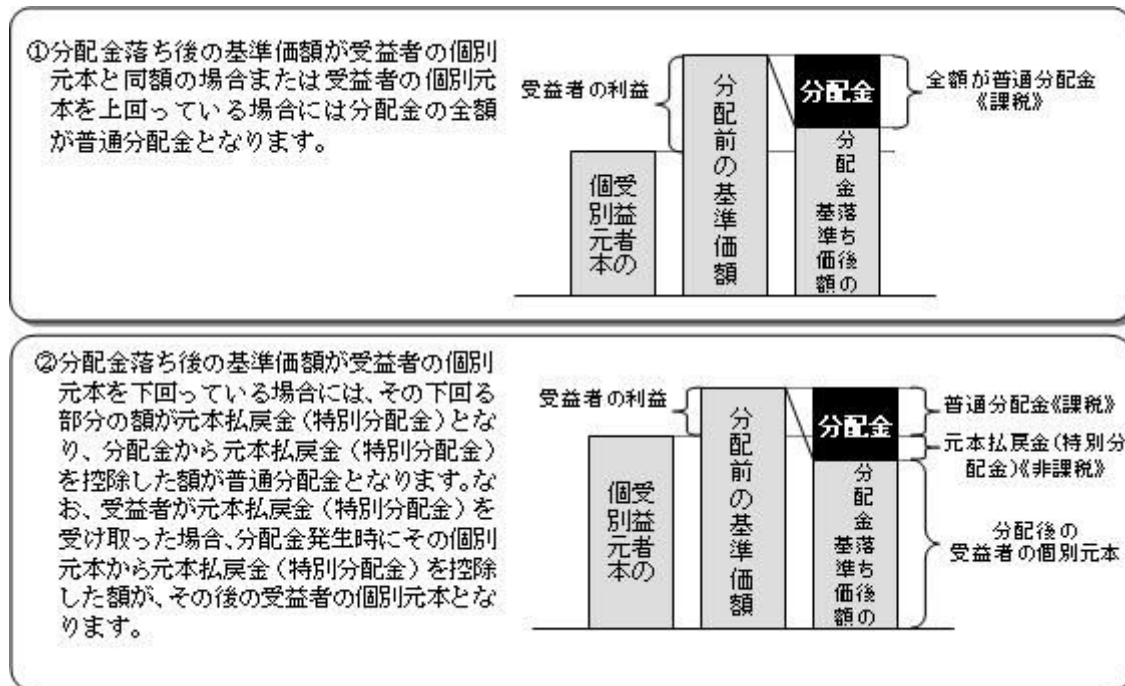 ①分配金落ち後の基準価額が受益者の個別
元本と同額の場合または受益者の個別元
本を上回っている場合には分配金の全額
が普通分配金となります。
受益者の利益
個別元本
受益者の
分配前の基準価額
分配金
基準価額
分配金落ち後の
全額が普通分配金
《課税》
②分配金落ち後の基準価額が受益者の個別
元本を下回っている場合には、その下回る
部分の額が元本払戻金(特別分配金)とな
り、分配金から元本払戻金(特別分配金)
を控除した額が普通分配金となります。な
お、受益者が元本払戻金(特別分配金)を
受け取った場合、分配金発生時にその個別
元本から元本払戻金(特別分配金)を控除
した額が、その後の受益者の個別元本とな
ります。
受益者の利益
受益者の
個別元本
分配前の基準価額
分配金
分配金落ち後の
基準価額
普通分配金《課税》
元本払戻金(特別分
配金)《非課税》
分配後の
受益者の個別元本